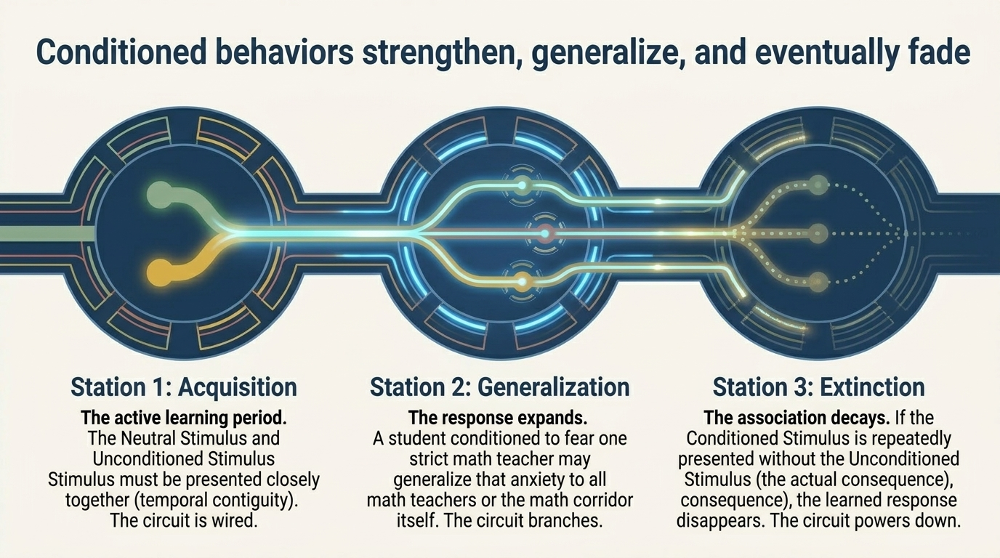 Conditioned behaviors strengthen, generalize, and eventually fade
Station 1: Acquisition
The active learning period.
The Neutral Stimulus and
Unconditioned Stimulus
Stimulus must be presented closely
together (temporal contiguity).
The circuit is wired.
Station 2: Generalization
The response expands.
A student conditioned to fear one
strict math teacher may
generalize that anxiety to all
math teachers or the math corridor
itself. The circuit branches.
Station 3: Extinction
The association decays. If the
Conditioned Stimulus is repeatedly
presented without the Unconditioned
Stimulus (the actual consequence),
consequence), the learned response
disappears. The circuit powers down.